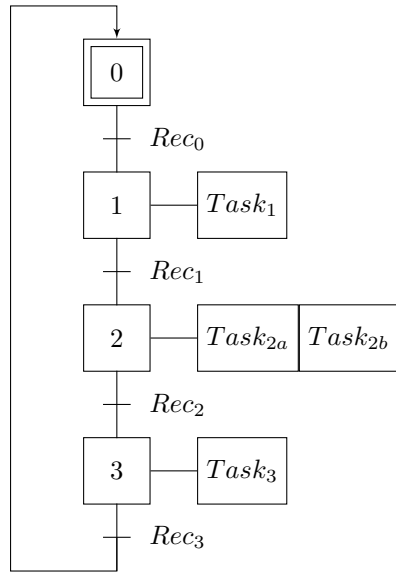 0
Rec0
1 Task1
Rec1
2 Task2a Task2b
Rec2
3 Task3
Rec3